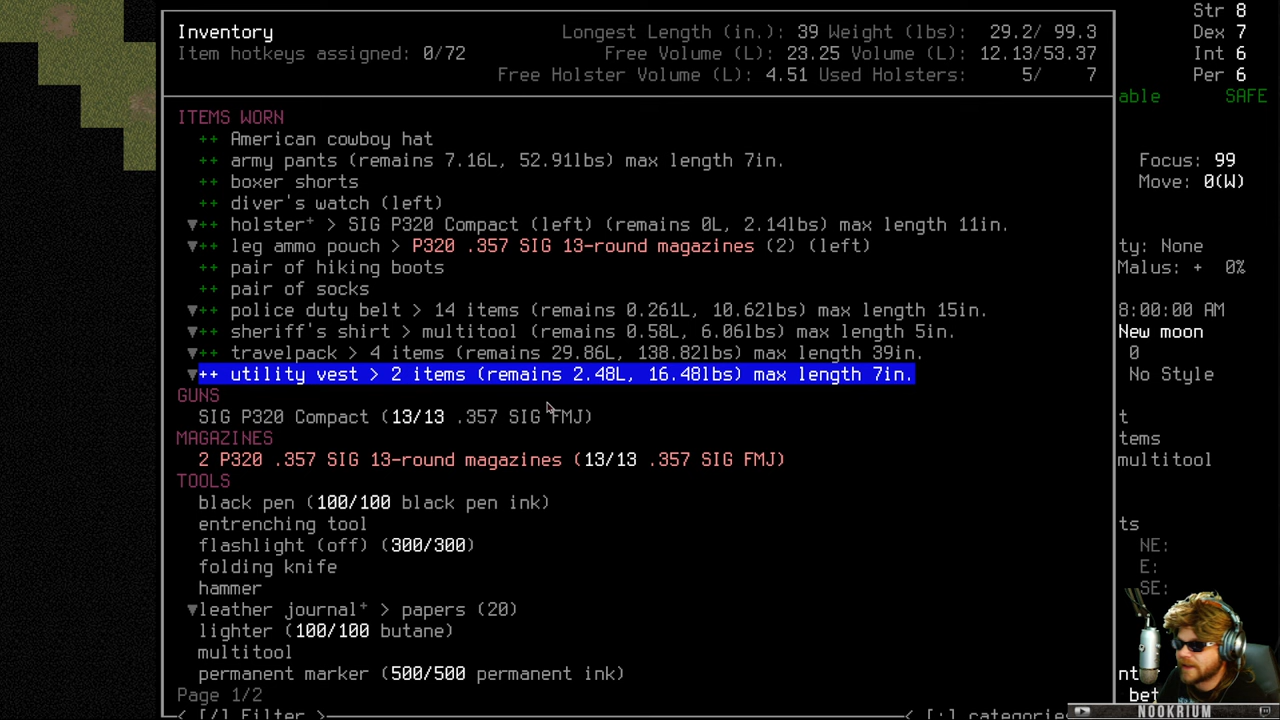 Inventory
Longest Length (in.): 39 Weight (lbs): 29.2/ 99.3
Item hotkeys assigned: 0/72
Free Volume (L): 23.25 Volume (L): 12.13/53.37
Free Holster Volume (L): 4.51 Used Holsters: 5/ 7
ITEMS WORN
++ American cowboy hat
++ army pants (remains 7.16L, 52.91lbs) max length 7in.
++ boxer shorts
++ diver's watch (left)
▼++ holster⁺ > SIG P320 Compact (left) (remains 0L, 2.14lbs) max length 11in.
▼++ leg ammo pouch > P320 .357 SIG 13-round magazines (2) (left)
++ pair of hiking boots
++ pair of socks
▼++ police duty belt > 14 items (remains 0.261L, 10.62lbs) max length 15in.
▼++ sheriff's shirt > multitool (remains 0.58L, 6.06lbs) max length 5in.
▼++ travelpack > 4 items (remains 29.86L, 138.82lbs) max length 39in.
▼++ utility vest > 2 items (remains 2.48L, 16.48lbs) max length 7in.
GUNS
SIG P320 Compact (13/13 .357 SIG FMJ)
MAGAZINES
2 P320 .357 SIG 13-round magazines (13/13 .357 SIG FMJ)
TOOLS
black pen (100/100 black pen ink)
entrenching tool
flashlight (off) (300/300)
folding knife
hammer
▼leather journal⁺ > papers (20)
lighter (100/100 butane)
multitool
permanent marker (500/500 permanent ink)
Page 1/2
< [/] Filter >
< [:] categories
Str 8
Dex 7
Int 6
Per 6
able SAFE
Focus: 99
Move: 0(W)
ty: None
Malus: + 0%
8:00:00 AM
New moon
0
No Style
t
tems
multitool
ts
NE:
E:
SE:
nt
bet
NOOKRIUM